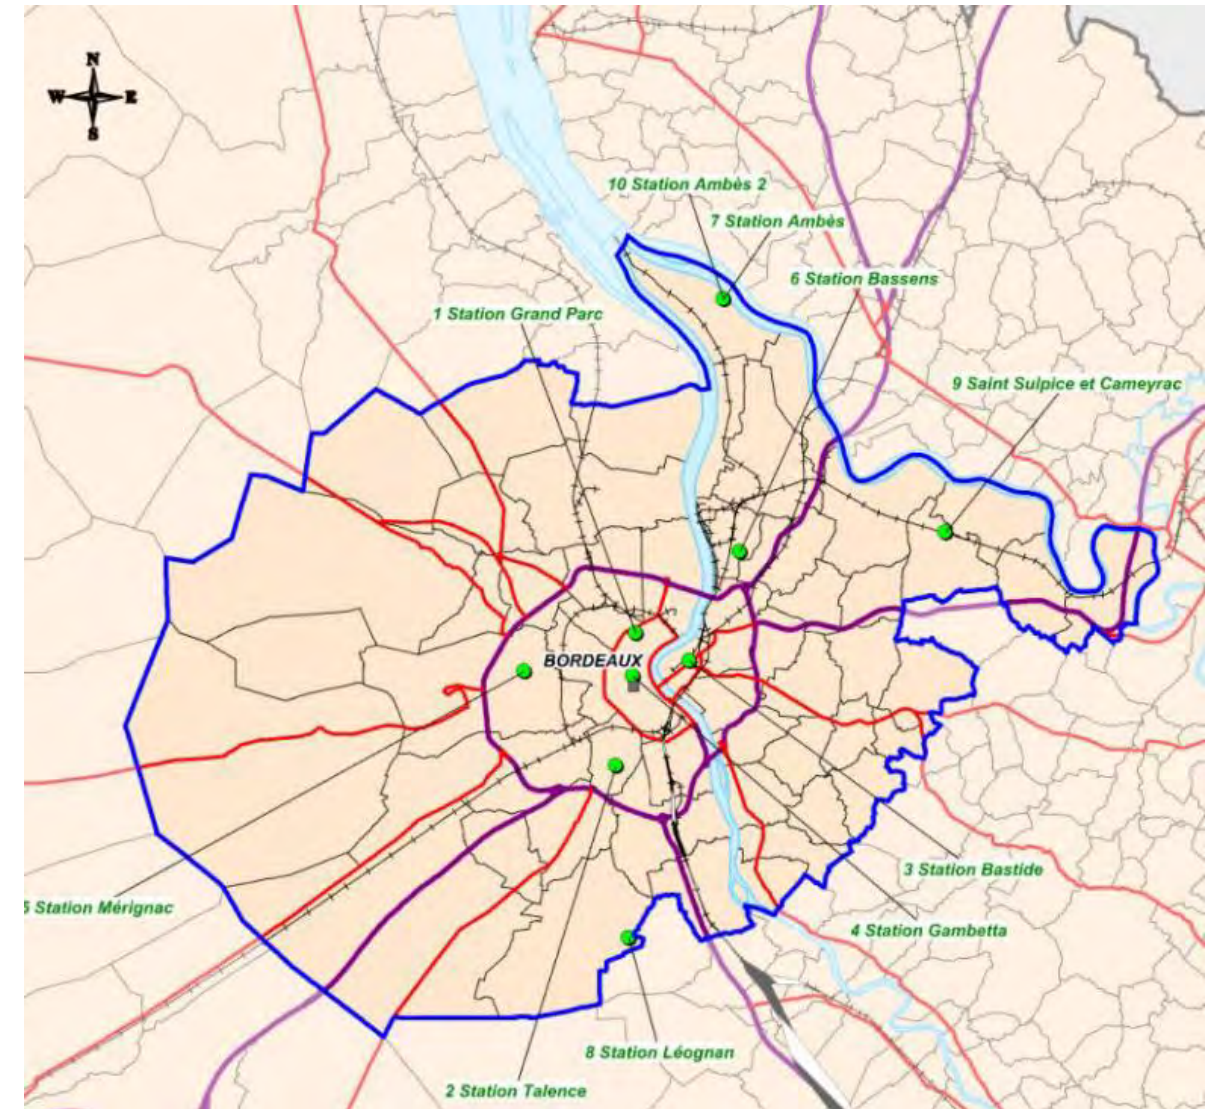 N
W E
S
10 Station Ambès 2
7 Station Ambès
6 Station Bassens
1 Station Grand Parc
9 Saint Sulpice et Cameyrac
BORDEAUX
3 Station Bastide
5 Station Mérignac
4 Station Gambetta
8 Station Léognan
2 Station Talence